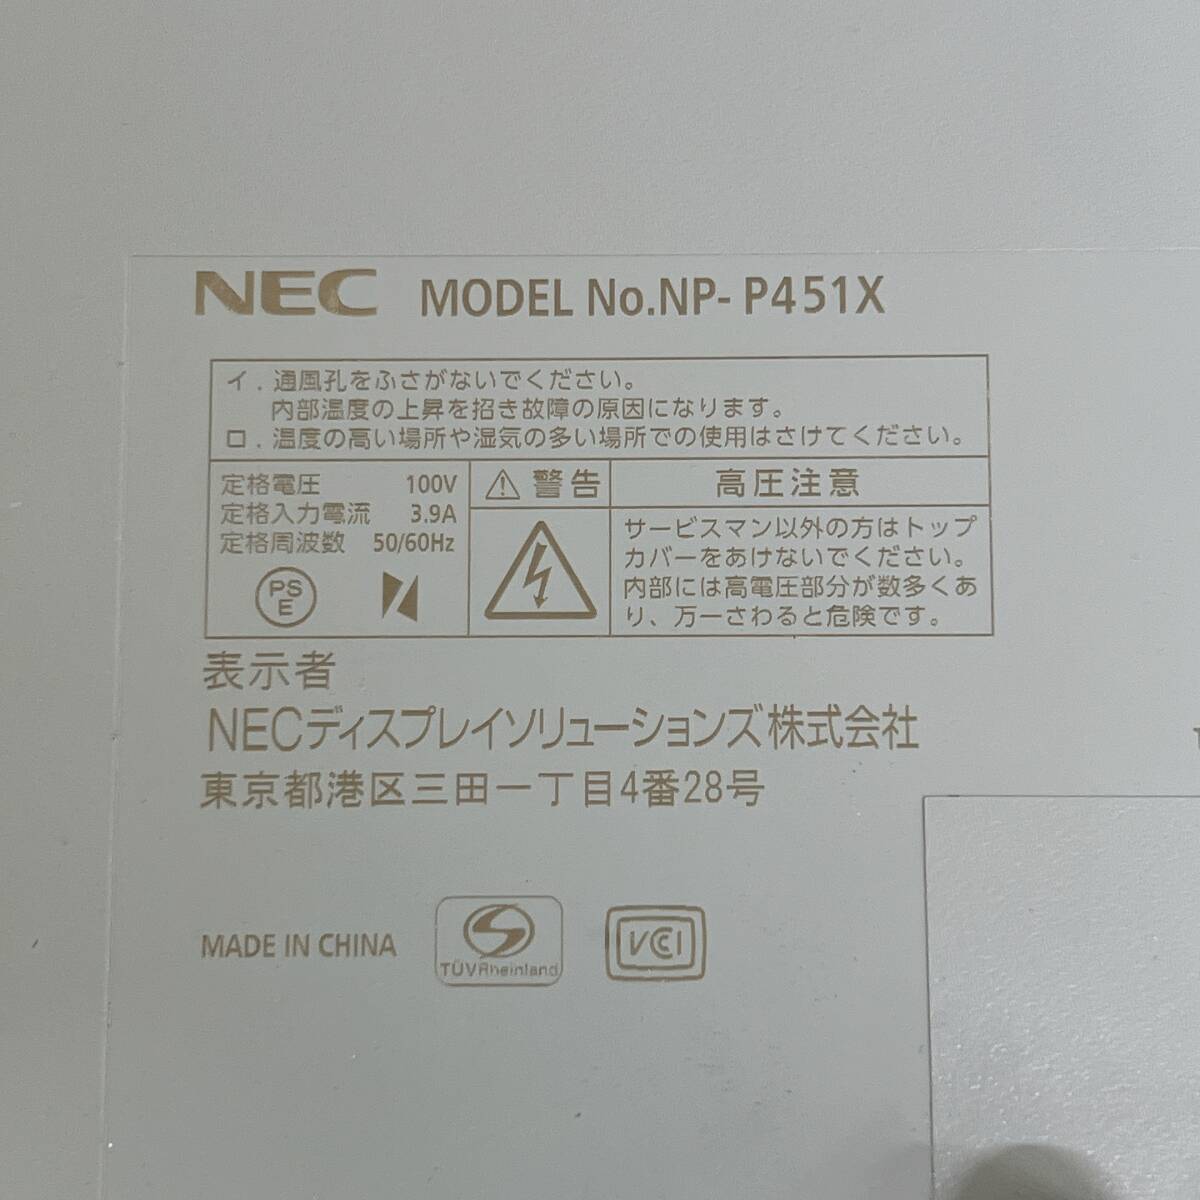 NEC MODEL No.NP- P451X
イ．通風孔をふさがないでください。
内部温度の上昇を招き故障の原因になります。
ロ．温度の高い場所や湿気の多い場所での使用はさけてください。
定格電圧 100V
定格入力電流 3.9A
定格周波数 50/60Hz
PS
E
警告
高圧注意
サービスマン以外の方はトップ
カバーをあけないでください。
内部には高電圧部分が数多くあ
り、万一さわると危険です。
表示者
NECディスプレイソリューションズ株式会社
東京都港区三田一丁目4番28号
MADE IN CHINA
TÜVRheinland
VCCI